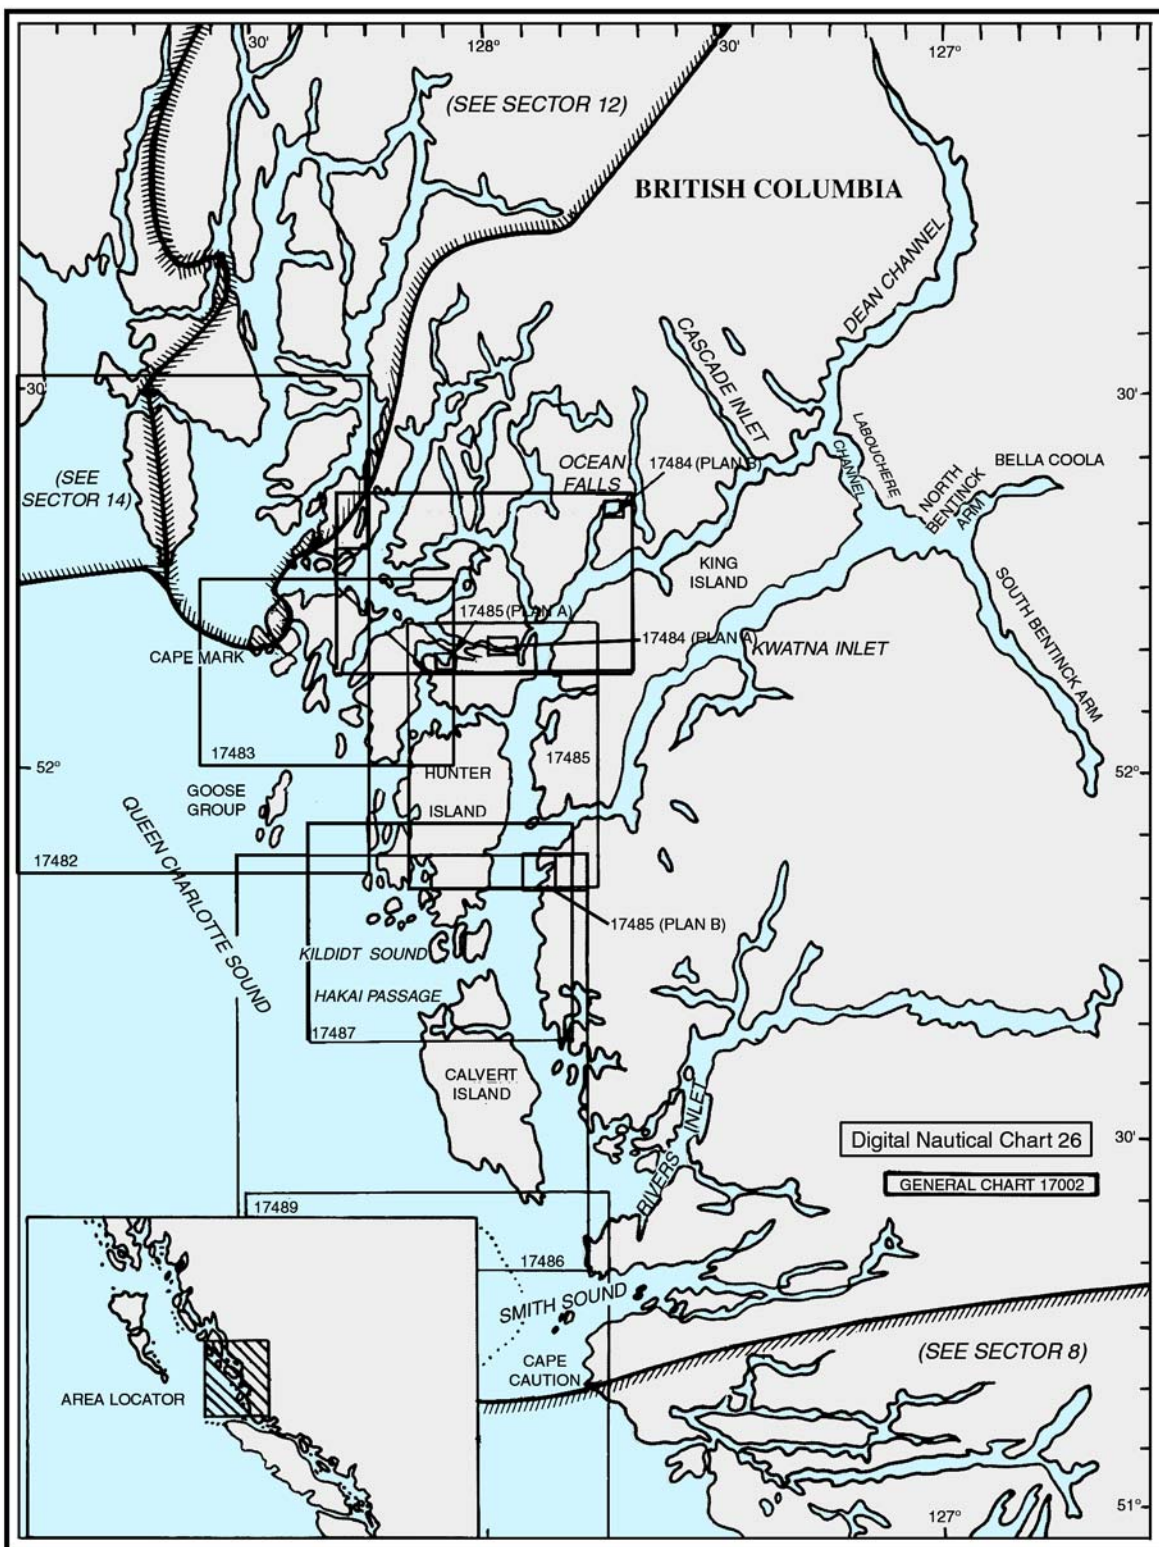 30'
128°
30'
127°
(SEE SECTOR 12)
BRITISH COLUMBIA
DEAN CHANNEL
CASCADE INLET
30'
30'
(SEE
SECTOR 14)
OCEAN
FALLS
17484 (PLAN B)
LABOUCHERE
CHANNEL
NORTH
BENTINCK
ARM
BELLA COOLA
KING
ISLAND
SOUTH BENTINCK ARM
17485 (PLAN A)
17484 (PLAN A)
KWATNA INLET
CAPE MARK
17483
17485
52°
52°
HUNTER
ISLAND
GOOSE
GROUP
QUEEN CHARLOTTE SOUND
17482
17485 (PLAN B)
KILDIDT SOUND
HAKAI PASSAGE
17487
CALVERT
ISLAND
RIVERS INLET
Digital Nautical Chart 26
30'
GENERAL CHART 17002
17489
17486
SMITH SOUND
CAPE
CAUTION
(SEE SECTOR 8)
AREA LOCATOR
127°
51°